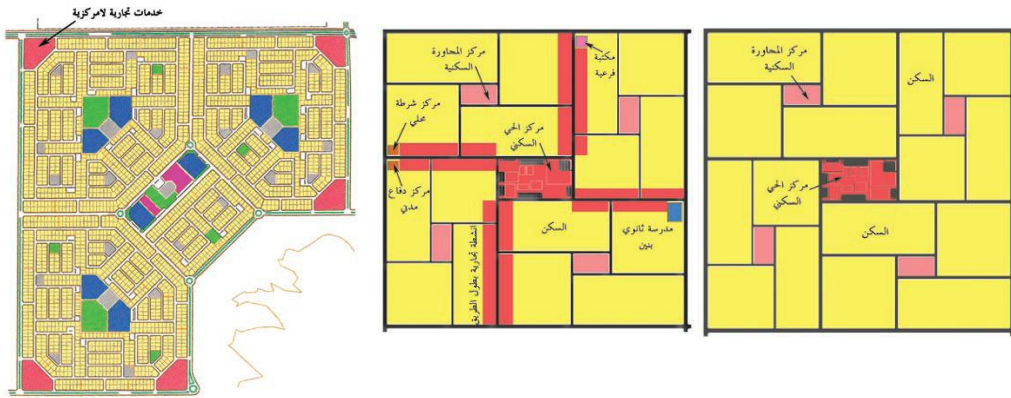 خدمات تجارية لامركزية
مركز المجاورة
السكنية
مكتبة
فرعية
مركز شرطة
محلي
مركز الحي
السكني
مركز دفاع
مدني
السكن
مدرسة ثانوي
بنين
انشطة تجارية بطول الطريق
مركز المجاورة
السكنية
السكن
مركز الحي
السكني
السكن